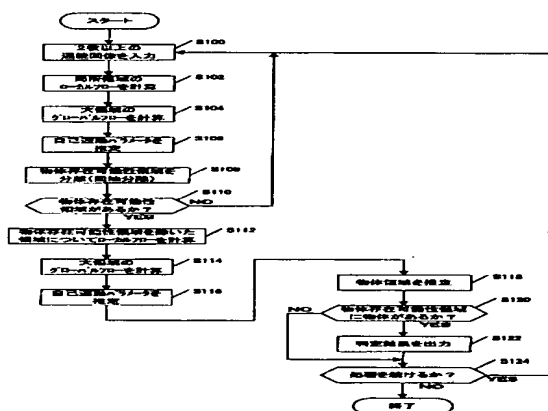 スタート
S100
2枚以上の
連続画像を入力
S102
局所領域の
ローカルフローを計算
S104
大領域の
グローバルフローを計算
S106
自己運動パラメータを
推定
S108
物体存在可能性領域を
分離(閾値分離)
S110
物体存在可能性
領域があるか?
NO
YES
S112
物体存在可能性領域を除いた
領域についてローカルフローを計算
S114
大領域の
グローバルフローを計算
S116
自己運動パラメータを
推定
S118
物体領域を推定
S120
NO
物体存在可能性領域
に物体があるか?
YES
S122
判定結果を出力
S124
処理を続けるか?
YES
NO
終了